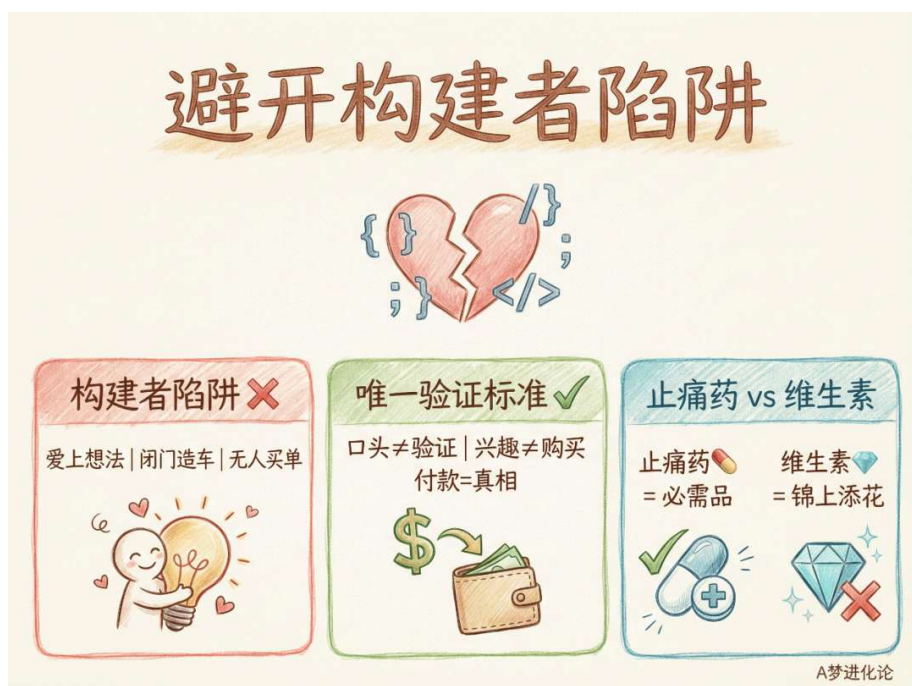 避开构建者陷阱
{ }
/}
;
;}
</>
构建者陷阱
爱上想法|闭门造车|无人买单
唯一验证标准
口头≠验证|兴趣≠购买
付款=真相
$
止痛药 vs 维生素
止痛药
=必需品
维生素
=锦上添花
A梦进化论